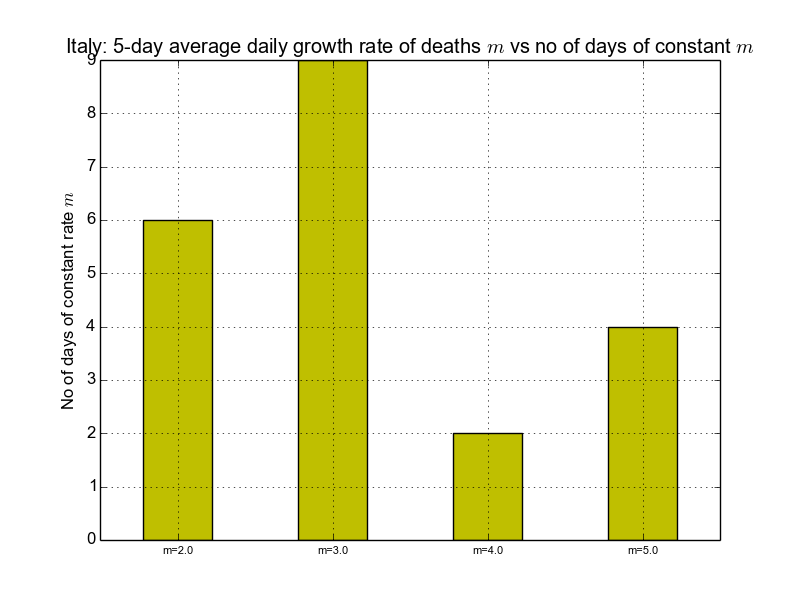 Italy: 5-day average daily growth rate of deaths m vs no of days of constant m
No of days of constant rate m
9
8
7
6
5
4
3
2
1
0
m=2.0
m=3.0
m=4.0
m=5.0